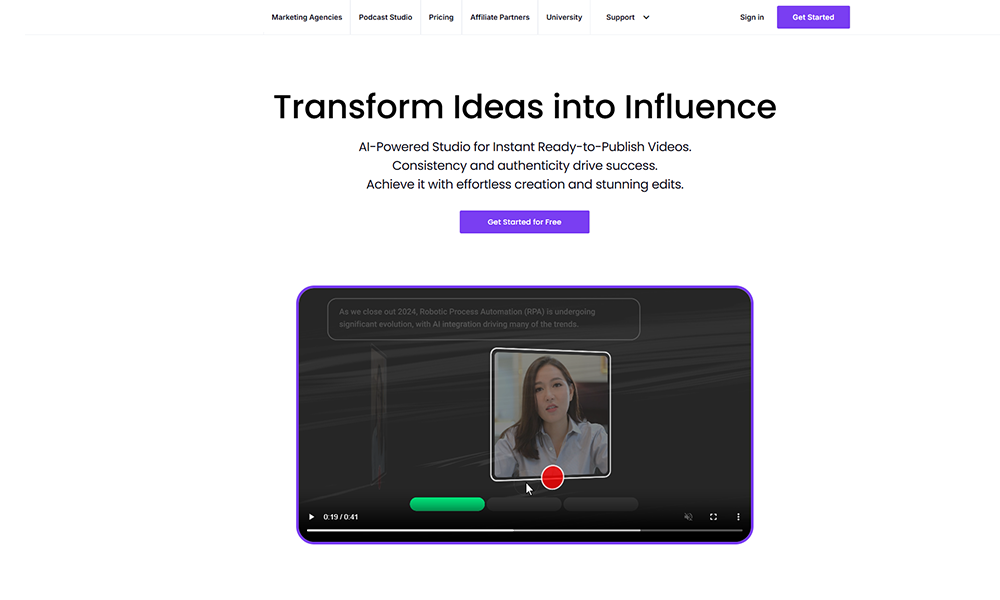 Marketing Agencies Podcast Studio Pricing Affiliate Partners University Support Sign in Get Started
Transform Ideas into Influence
AI-Powered Studio for Instant Ready-to-Publish Videos.
Consistency and authenticity drive success.
Achieve it with effortless creation and stunning edits.
Get Started for Free
As we close out 2024, Robotic Process Automation (RPA) is undergoing
significant evolution, with AI integration driving many of the trends.
0:19 / 0:41